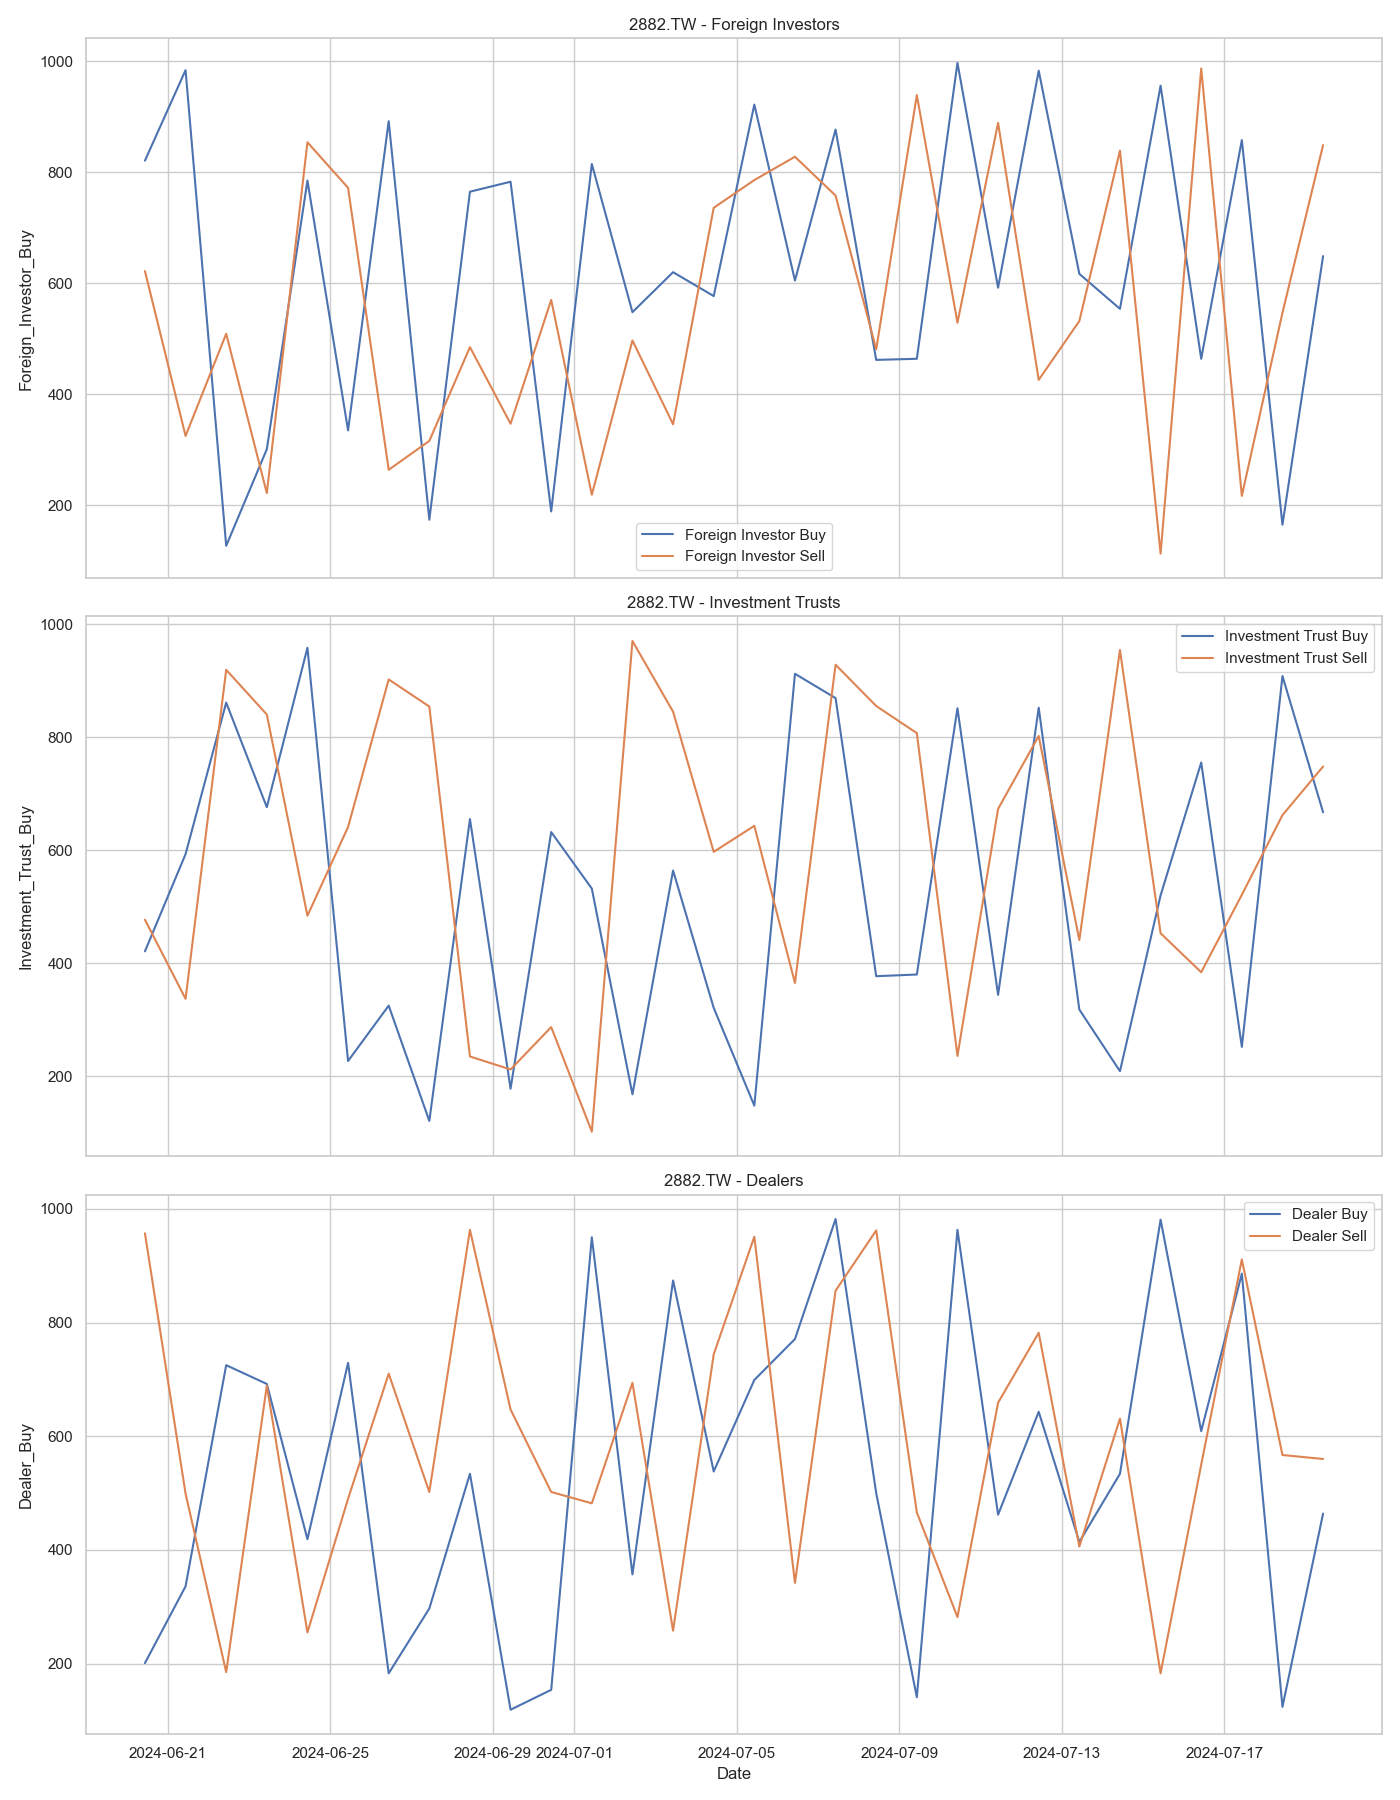 2882.TW - Foreign Investors
1000
800
600
400
200
Foreign_Investor_Buy
Foreign Investor Buy
Foreign Investor Sell
2882.TW - Investment Trusts
1000
800
600
400
200
Investment_Trust_Buy
Investment Trust Buy
Investment Trust Sell
2882.TW - Dealers
1000
800
600
400
200
Dealer_Buy
Dealer Buy
Dealer Sell
2024-06-21 2024-06-25 2024-06-29 2024-07-01 2024-07-05 2024-07-09 2024-07-13 2024-07-17
Date